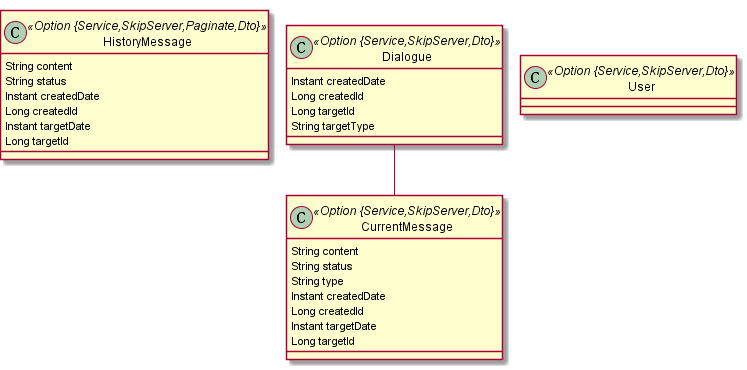 C «Option {Service,SkipServer,Paginate,Dto}»
HistoryMessage
String content
String status
Instant createdDate
Long createdId
Instant targetDate
Long targetId
C «Option {Service,SkipServer,Dto}»
Dialogue
Instant createdDate
Long createdId
Long targetId
String targetType
C «Option {Service,SkipServer,Dto}»
User
C «Option {Service,SkipServer,Dto}»
CurrentMessage
String content
String status
String type
Instant createdDate
Long createdId
Instant targetDate
Long targetId